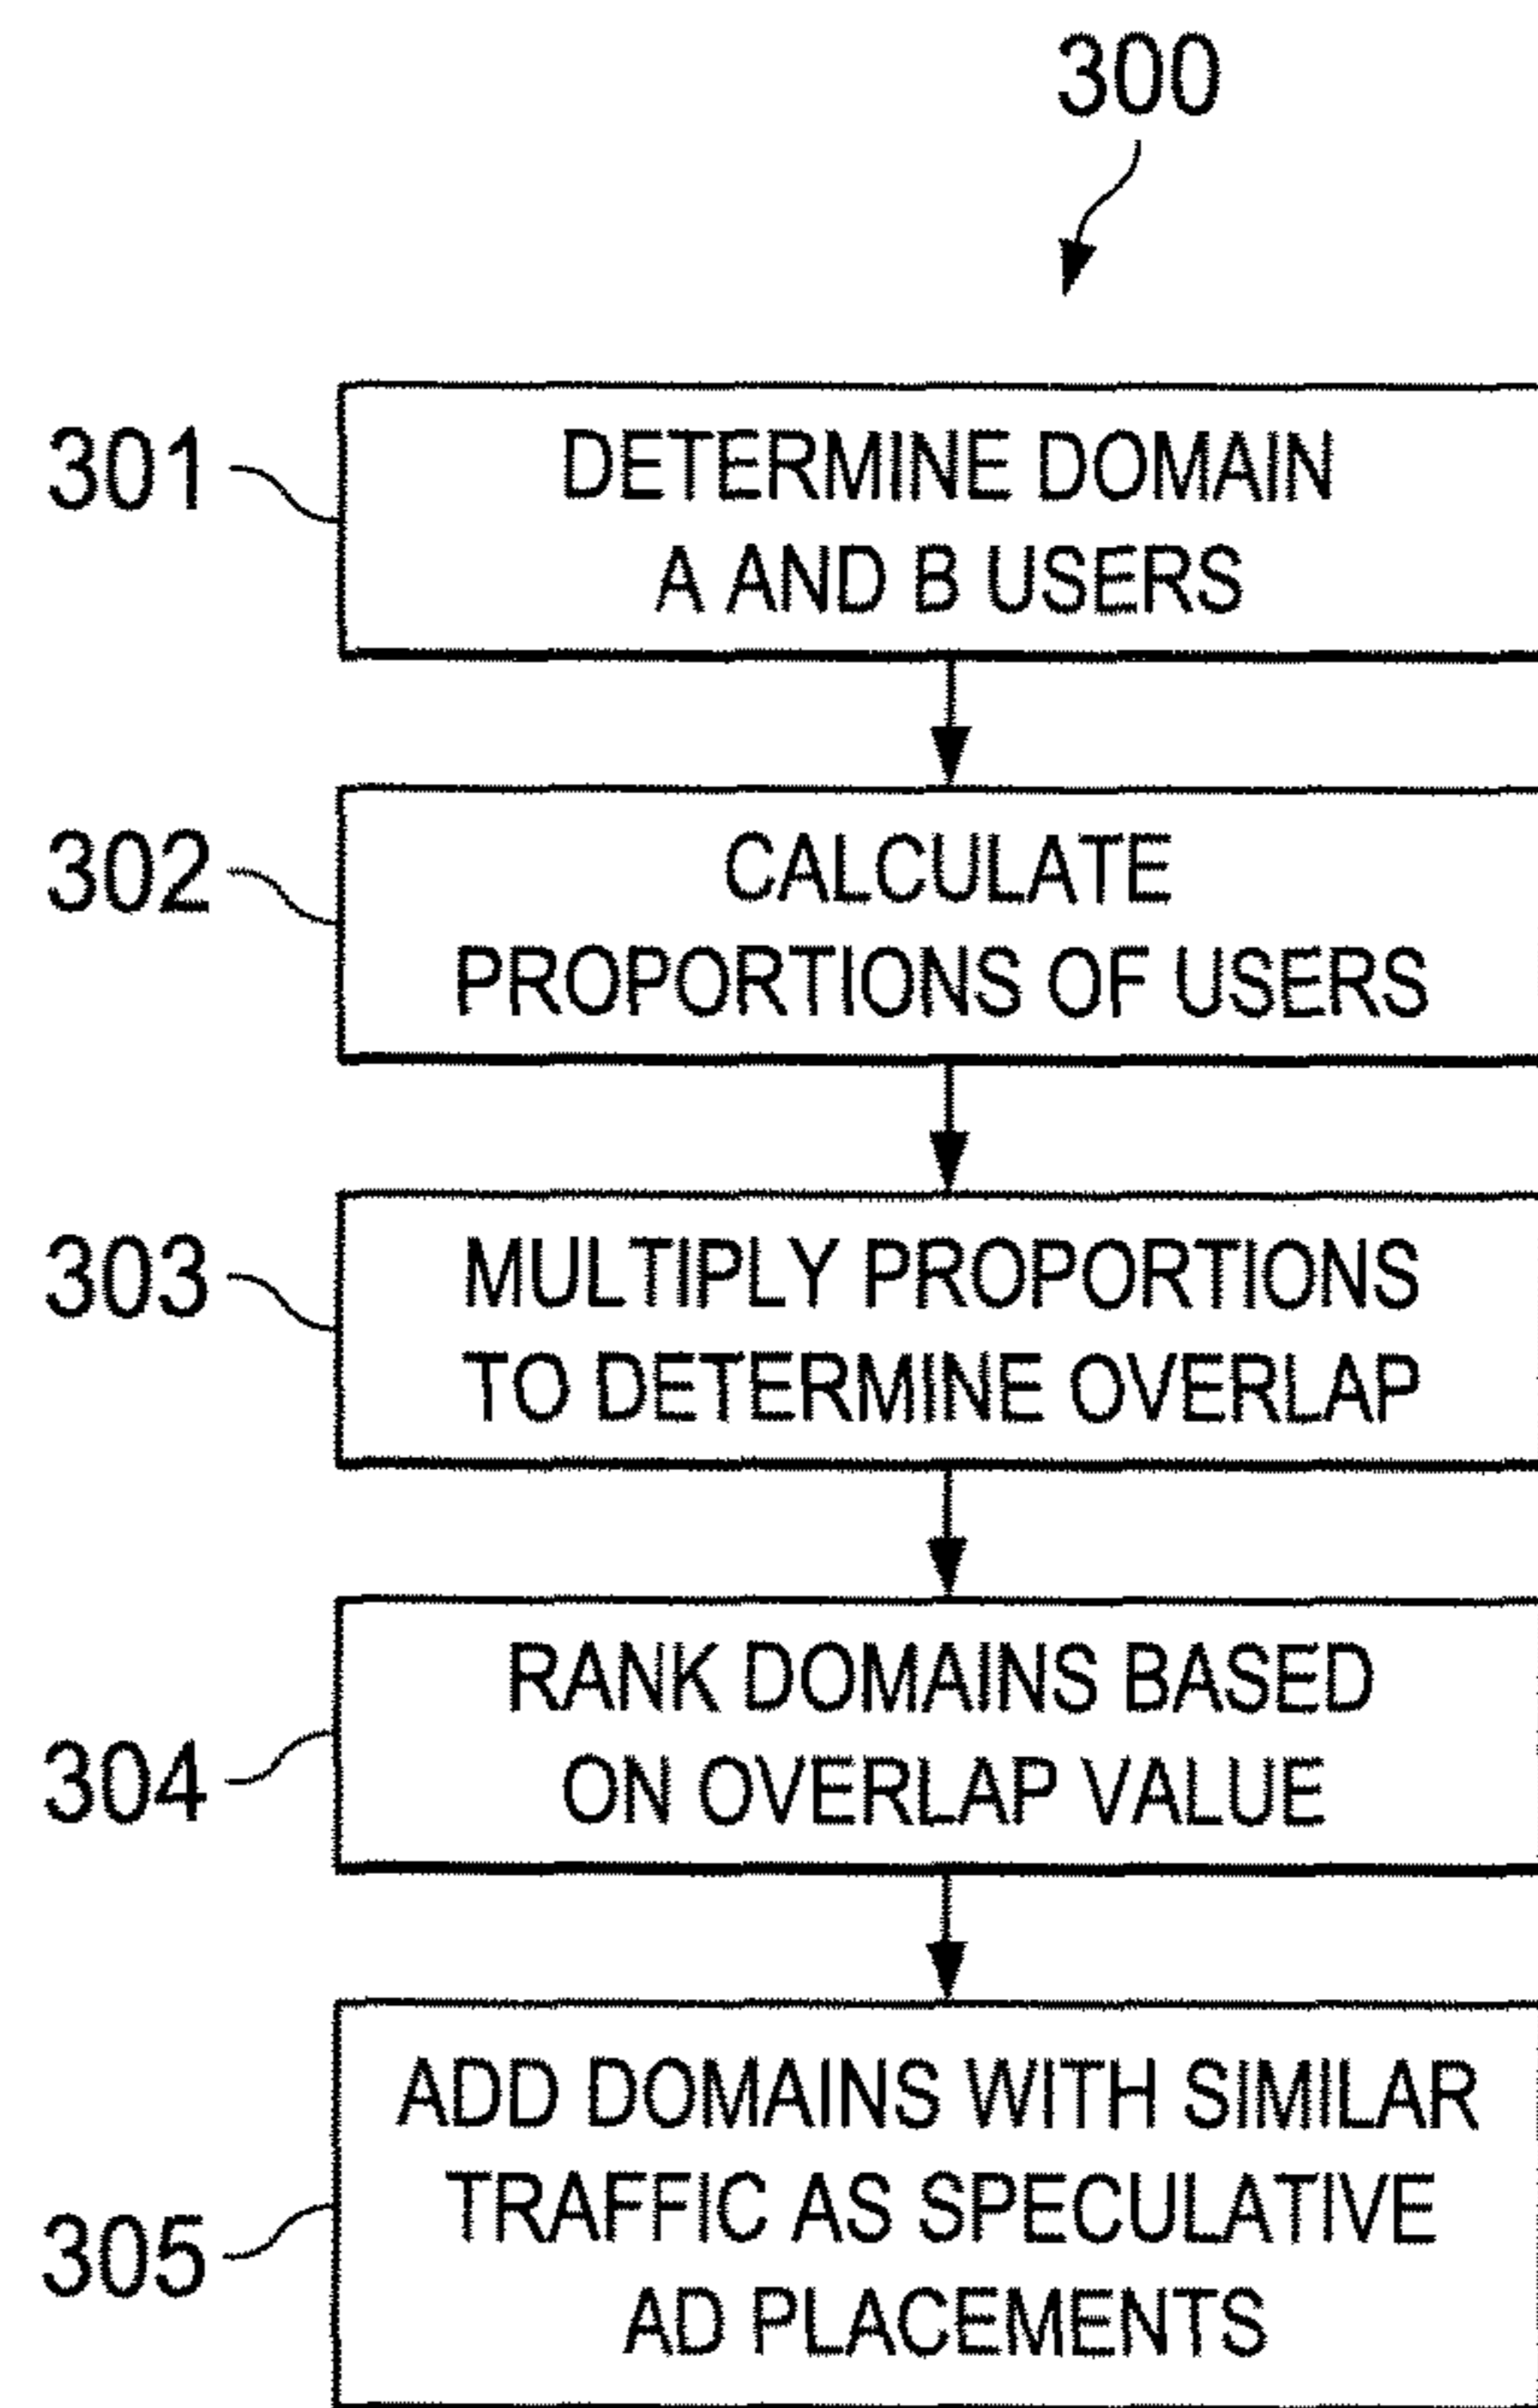 300
301
DETERMINE DOMAIN
A AND B USERS
302
CALCULATE
PROPORTIONS OF USERS
303
MULTIPLY PROPORTIONS
TO DETERMINE OVERLAP
304
RANK DOMAINS BASED
ON OVERLAP VALUE
305
ADD DOMAINS WITH SIMILAR
TRAFFIC AS SPECULATIVE
AD PLACEMENTS